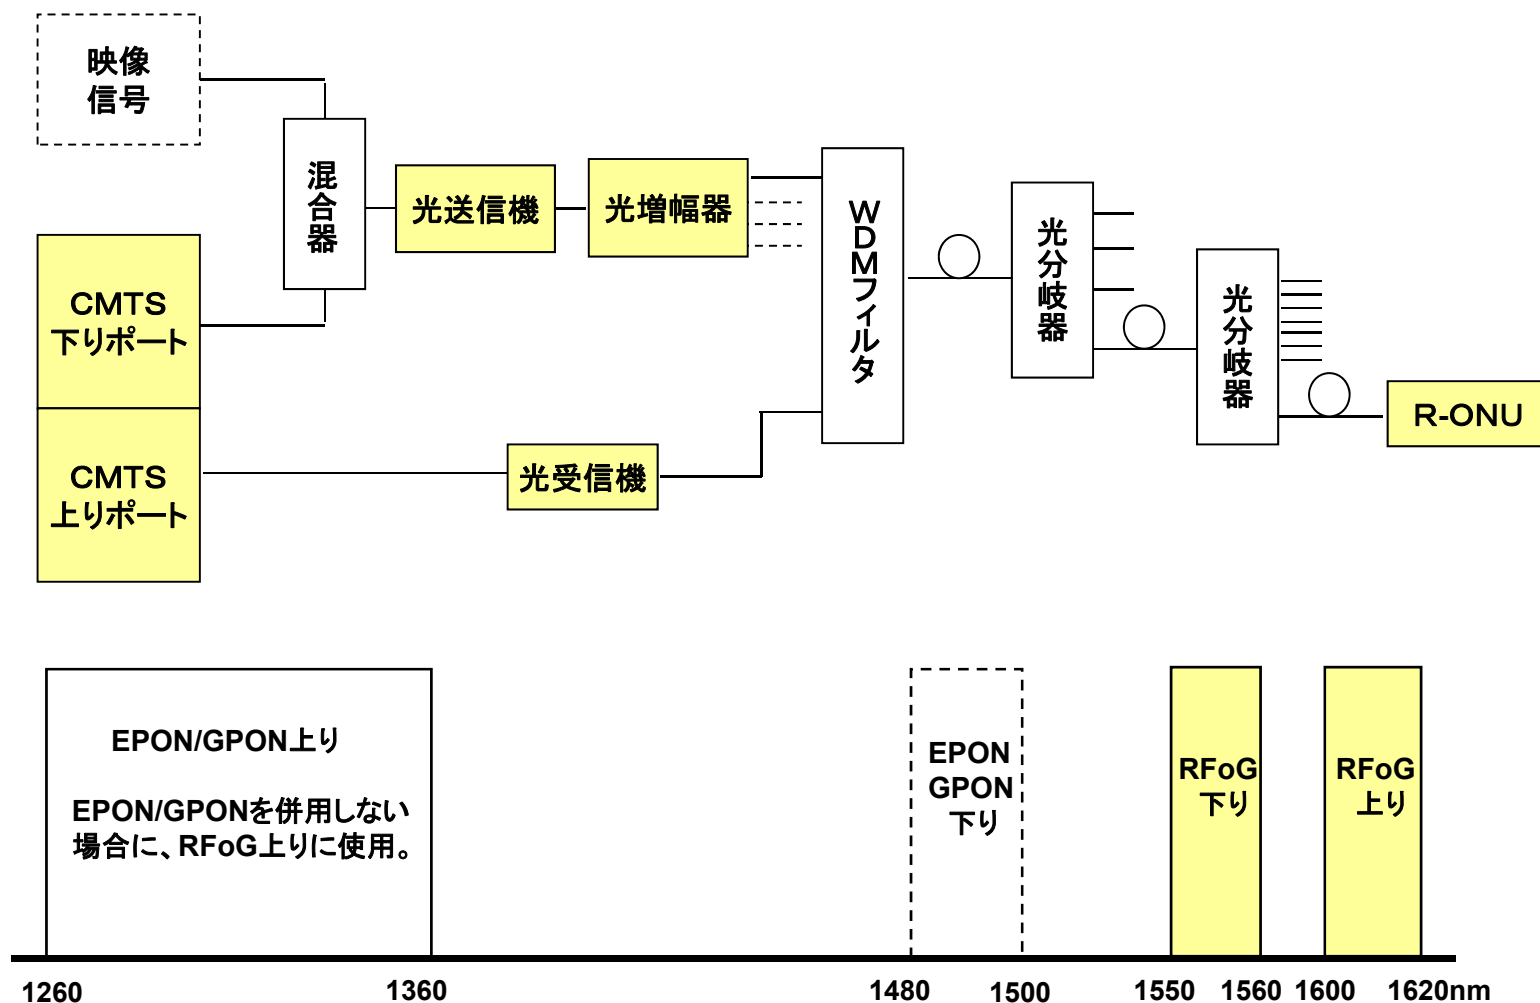 映像
信号
混合器
光送信機
光増幅器
WDMフィルタ
光分岐器
光分岐器
R-ONU
CMTS
下りポート
CMTS
上りポート
光受信機
EPON/GPON上り
EPON/GPONを併用しない
場合に、RFoG上りに使用。
EPON
GPON
下り
RFoG
下り
RFoG
上り
1260
1360
1480
1500
1550
1560
1600
1620nm